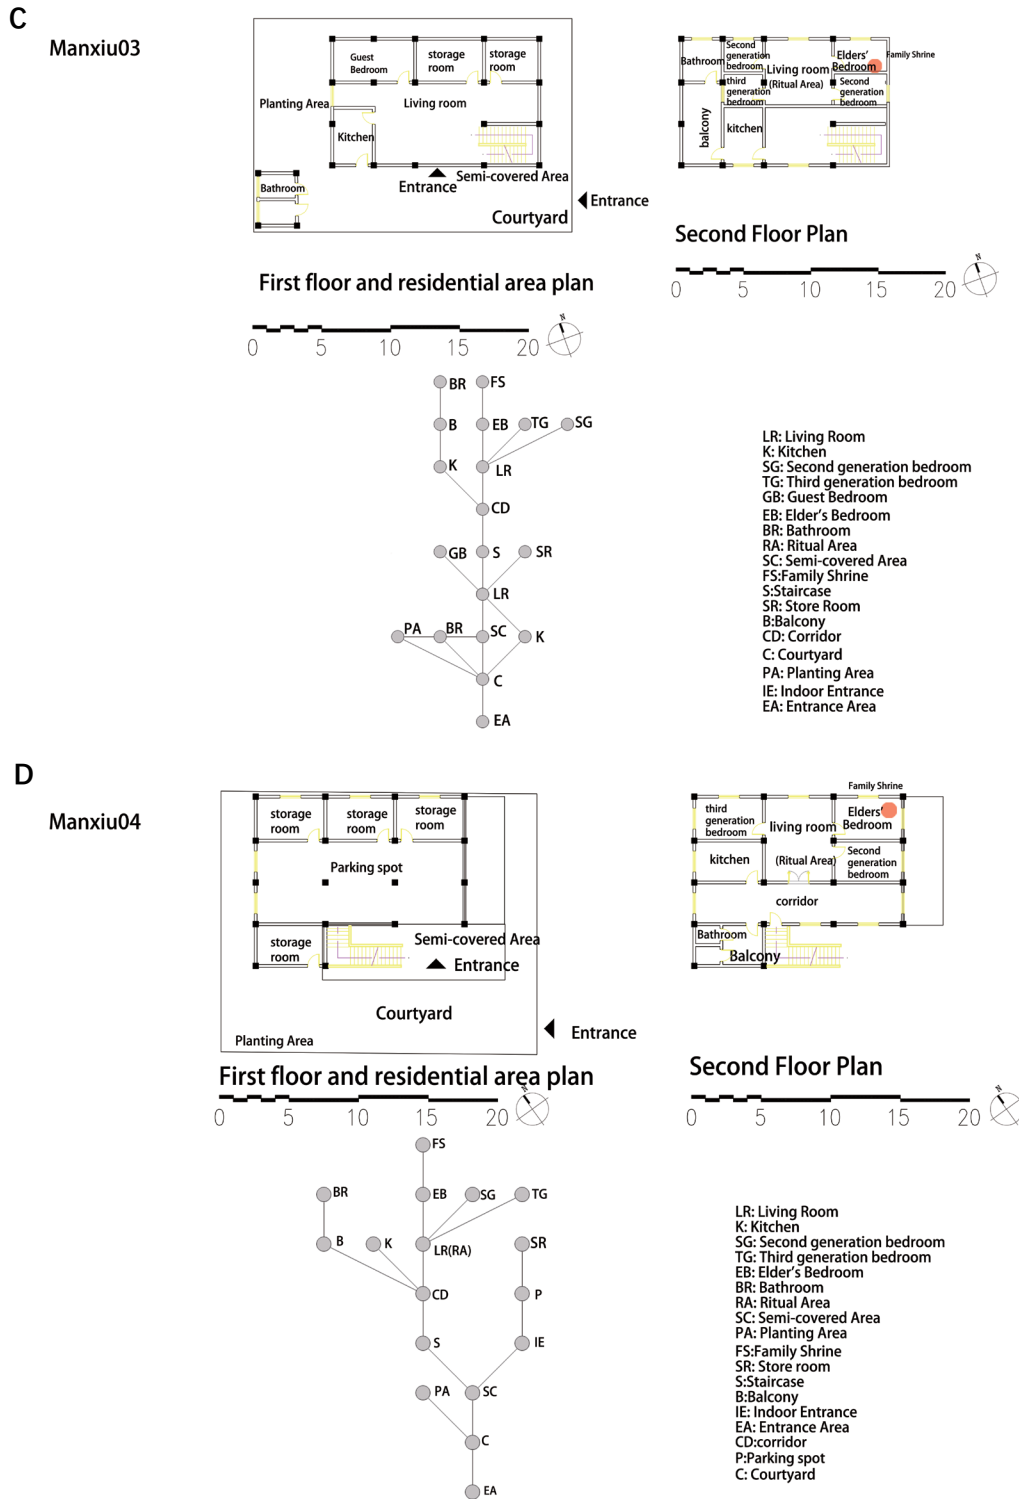 C
Manxiu03
Guest
Bedroom
storage
room
storage
room
Planting Area
Living room
Kitchen
Bathroom
Semi-covered Area
Entrance
Entrance
Courtyard
First floor and residential area plan
N
0 5 10 15 20
Bathroom
Second
generation
bedroom
Living room
(Ritual Area)
Elders'
Bedroom
Family Shrine
third
generation
bedroom
Second
generation
bedroom
balcony
kitchen
Second Floor Plan
N
0 5 10 15 20
BR FS
B EB TG SG
K LR
CD
GB S SR
LR
PA BR SC K
C
EA
LR: Living Room
K: Kitchen
SG: Second generation bedroom
TG: Third generation bedroom
GB: Guest Bedroom
EB: Elder's Bedroom
BR: Bathroom
RA: Ritual Area
SC: Semi-covered Area
FS:Family Shrine
S:Staircase
SR: Store Room
B:Balcony
CD: Corridor
C: Courtyard
PA: Planting Area
IE: Indoor Entrance
EA: Entrance Area
D
Manxiu04
storage
room
storage
room
storage
room
Parking spot
storage
room
Semi-covered Area
Entrance
Courtyard
Entrance
Planting Area
First floor and residential area plan
N
0 5 10 15 20
Family Shrine
third
generation
bedroom
living room
Elders'
Bedroom
kitchen
(Ritual Area)
Second
generation
bedroom
corridor
Bathroom
Balcony
Second Floor Plan
N
0 5 10 15 20
FS
BR EB SG TG
B K LR(RA) SR
CD P
S IE
PA SC
C
EA
LR: Living Room
K: Kitchen
SG: Second generation bedroom
TG: Third generation bedroom
EB: Elder's Bedroom
BR: Bathroom
RA: Ritual Area
SC: Semi-covered Area
PA: Planting Area
FS:Family Shrine
SR: Store room
S:Staircase
B:Balcony
IE: Indoor Entrance
EA: Entrance Area
CD:corridor
P:Parking spot
C: Courtyard